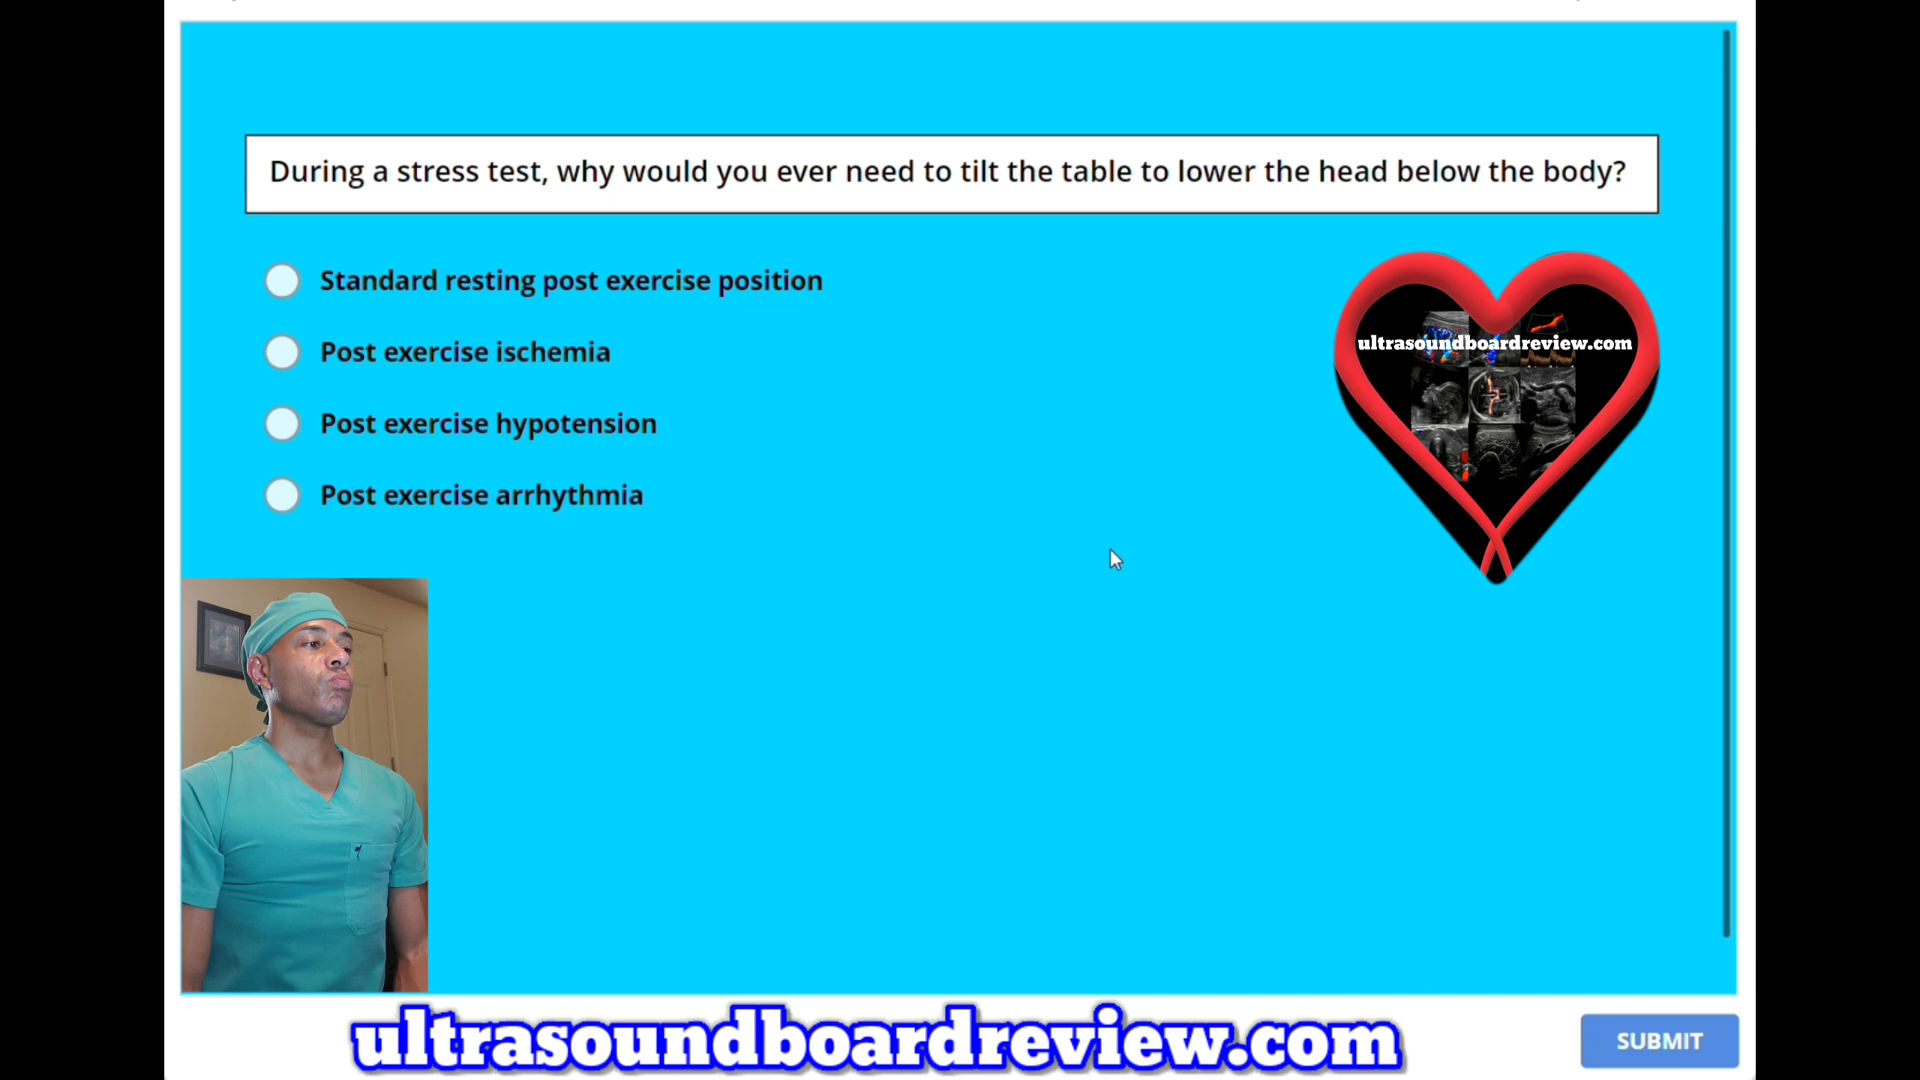 During a stress test, why would you ever need to tilt the table to lower the head below the body?
Standard resting post exercise position
Post exercise ischemia
Post exercise hypotension
Post exercise arrhythmia
ultrasoundboardreview.com
ultrasoundboardreview.com
SUBMIT